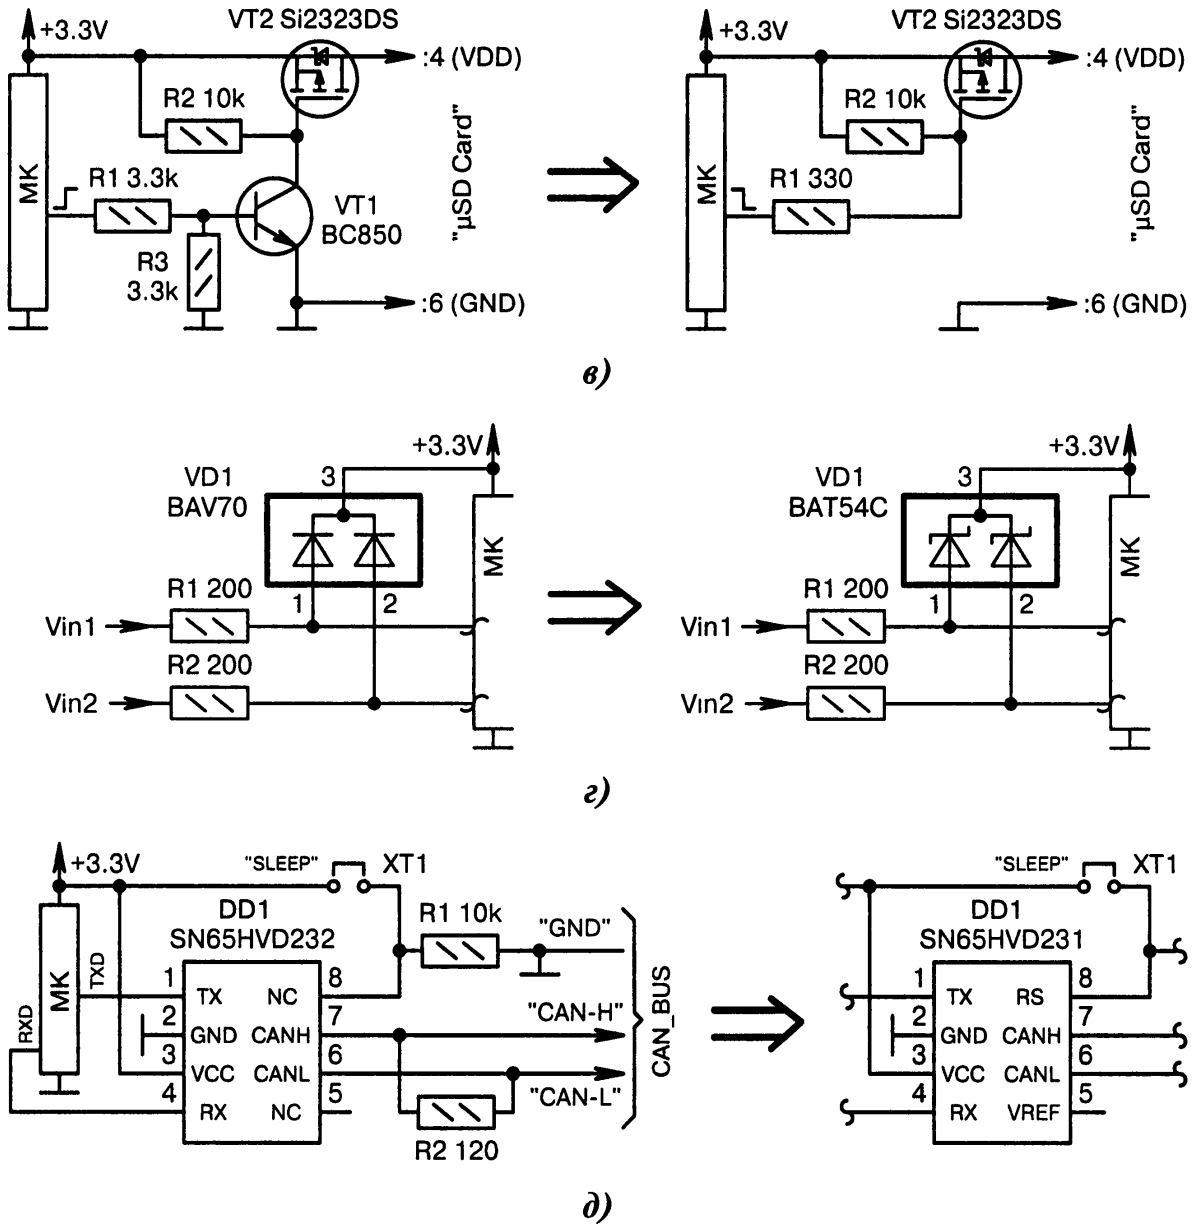 +3.3V
VT2 Si2323DS
:4 (VDD)
R2 10k
MK
R1 3.3k
VT1
BC850
R3
3.3k
"µSD Card"
:6 (GND)
+3.3V
VT2 Si2323DS
:4 (VDD)
R2 10k
MK
R1 330
"µSD Card"
:6 (GND)
в)
+3.3V
VD1
BAV70
3
MK
R1 200
1
2
Vin1
R2 200
Vin2
+3.3V
VD1
BAT54C
3
MK
R1 200
1
2
Vin1
R2 200
Vin2
г)
+3.3V
"SLEEP"
XT1
DD1
SN65HVD232
R1 10k
"GND"
MK
TXD
RXD
1
TX
NC
8
2
GND
CANH
7
3
VCC
CANL
6
4
RX
NC
5
"CAN-H"
"CAN-L"
R2 120
CAN_BUS
"SLEEP"
XT1
DD1
SN65HVD231
1
TX
RS
8
2
GND
CANH
7
3
VCC
CANL
6
4
RX
VREF
5
д)